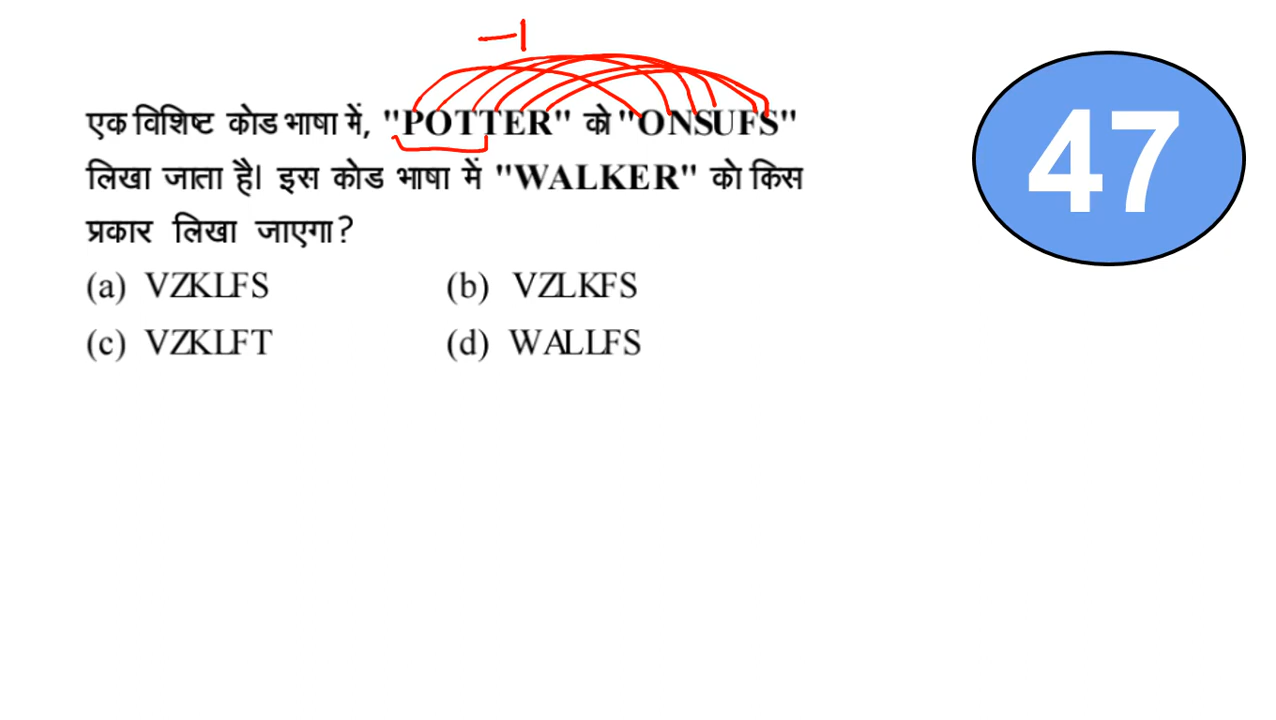 −1
एक विशिष्ट कोड भाषा में, "POTTER" को "ONSUFS"
लिखा जाता है। इस कोड भाषा में "WALKER" को किस
प्रकार लिखा जाएगा?
(a) VZKLFS (b) VZLKFS
(c) VZKLFT (d) WALLFS
47